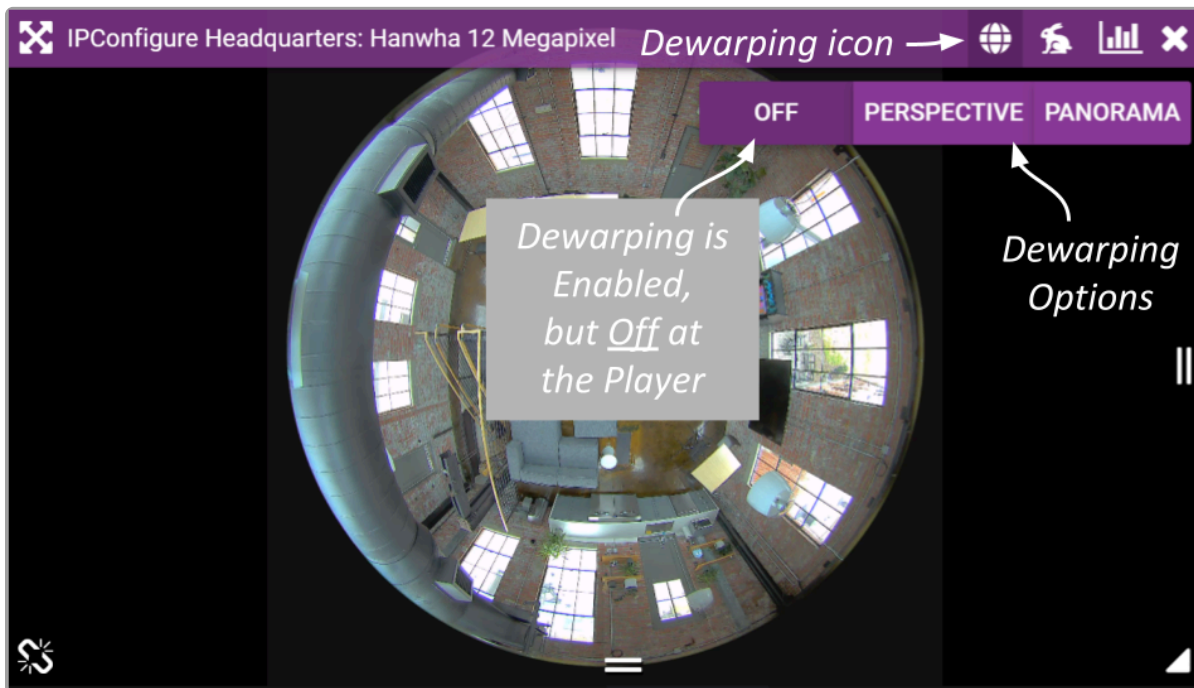 IPConfigure Headquarters: Hanwha 12 Megapixel
Dewarping icon
OFF
PERSPECTIVE
PANORAMA
Dewarping is
Enabled,
but Off at
the Player
Dewarping
Options